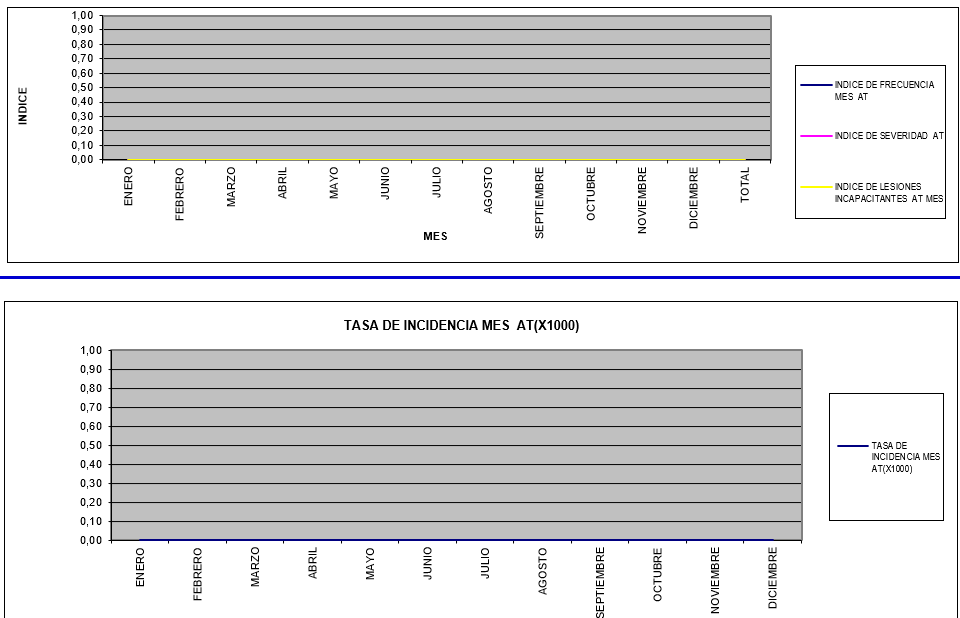 1,00
0,90
0,80
0,70
0,60
0,50
0,40
0,30
0,20
0,10
0,00
INDICE
ENERO
FEBRERO
MARZO
ABRIL
MAYO
JUNIO
JULIO
AGOSTO
SEPTIEMBRE
OCTUBRE
NOVIEMBRE
DICIEMBRE
TOTAL
MES
INDICE DE FRECUENCIA
MES AT
INDICE DE SEVERIDAD AT
INDICE DE LESIONES
INCAPACITANTES AT MES
TASA DE INCIDENCIA MES AT(X1000)
1,00
0,90
0,80
0,70
0,60
0,50
0,40
0,30
0,20
0,10
0,00
ENERO
FEBRERO
MARZO
ABRIL
MAYO
JUNIO
JULIO
AGOSTO
SEPTIEMBRE
OCTUBRE
NOVIEMBRE
DICIEMBRE
TASA DE
INCIDENCIA MES
AT(X1000)